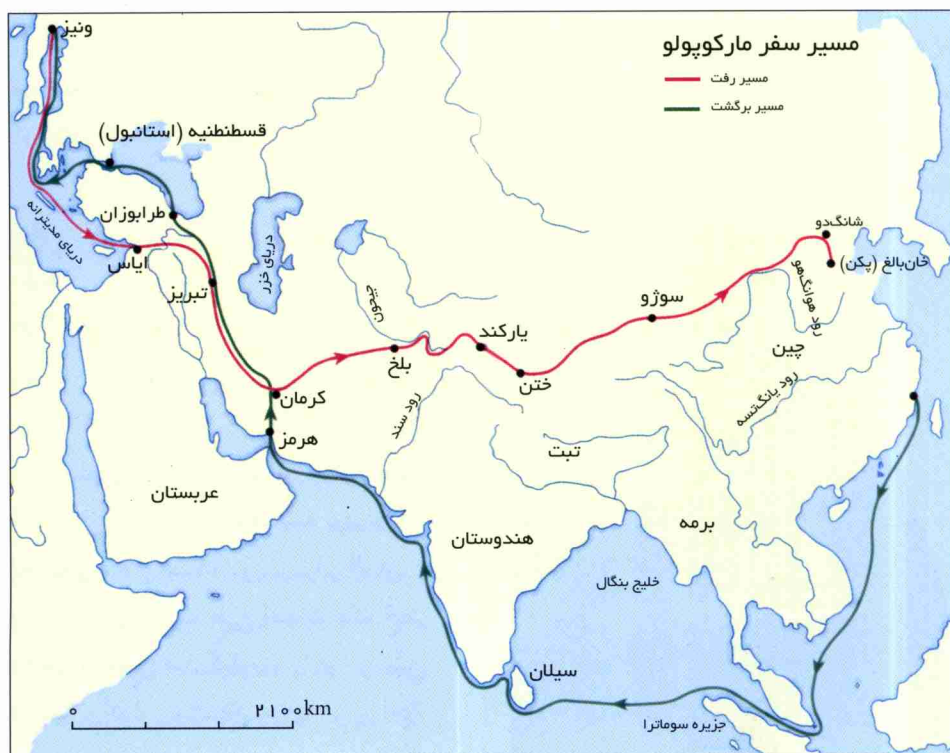 مسیر سفر مارکوپولو
مسیر رفت
مسیر برگشت
ونیز
قسطنطنیه (استانبول)
طرابوزان
دریای مدیترانه
ایاس
تبریز
دریای خزر
جیحون
شانگ‌دو
خان‌بالغ (پکن)
رود هوانگ‌هو
سوژو
یارکند
بلخ
ختن
چین
کرمان
رود یانگ‌تسه
رود سند
هرمز
تبت
عربستان
برمه
هندوستان
خلیج بنگال
سیلان
جزیره سوماترا
۰ ۲۱۰۰km